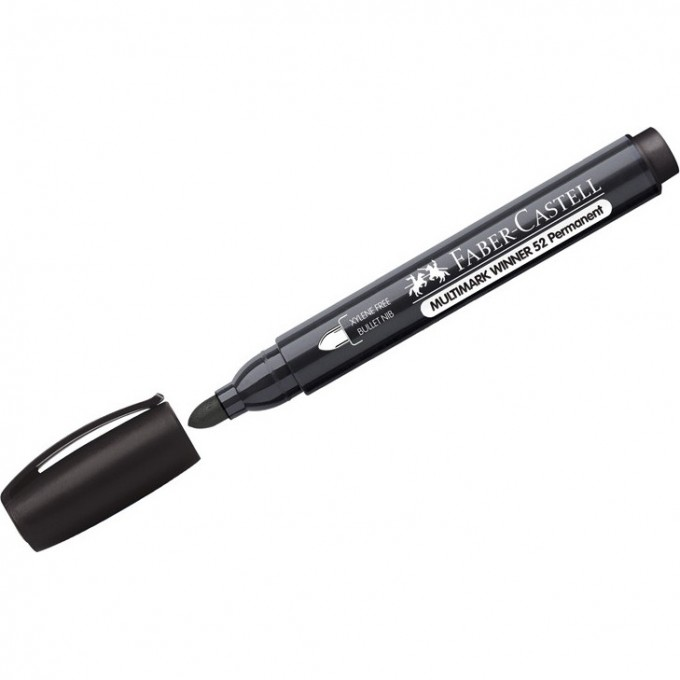 FABER-CASTELL
MULTIMARK WINNER 52 Permanent
XYLENE FREE
BULLET NIB